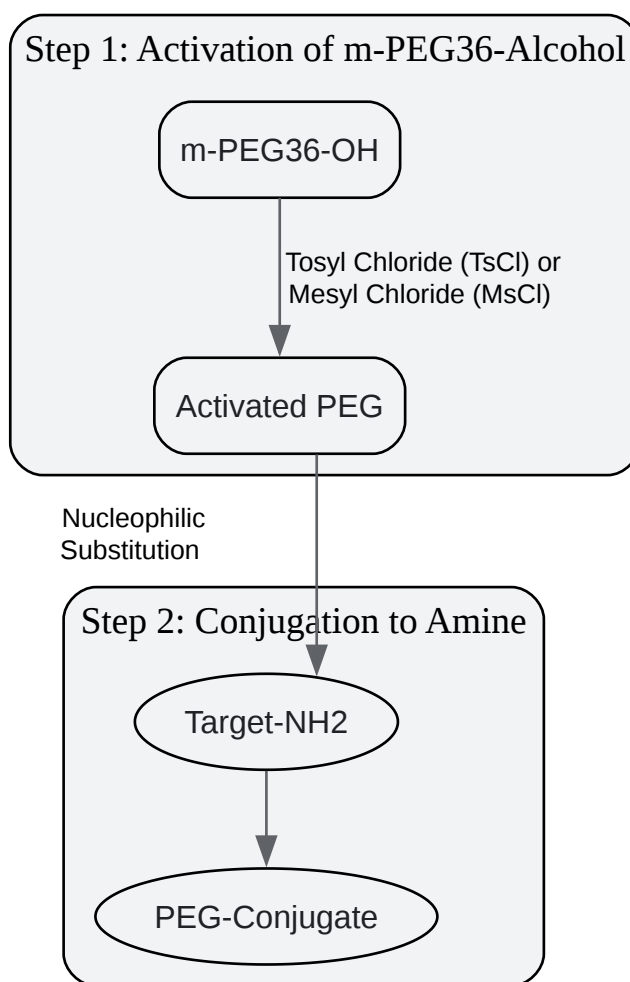 Step 1: Activation of m-PEG36-Alcohol
m-PEG36-OH
Tosyl Chloride (TsCl) or
Mesyl Chloride (MsCl)
Activated PEG
Nucleophilic
Substitution
Step 2: Conjugation to Amine
Target-NH2
PEG-Conjugate